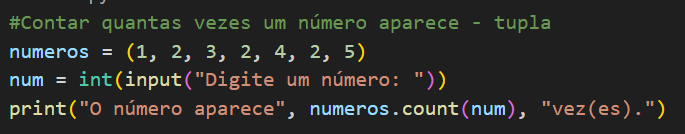 #Contar quantas vezes um número aparece - tupla
numeros = (1, 2, 3, 2, 4, 2, 5)
num = int(input("Digite um número: "))
print("O número aparece", numeros.count(num), "vez(es).")